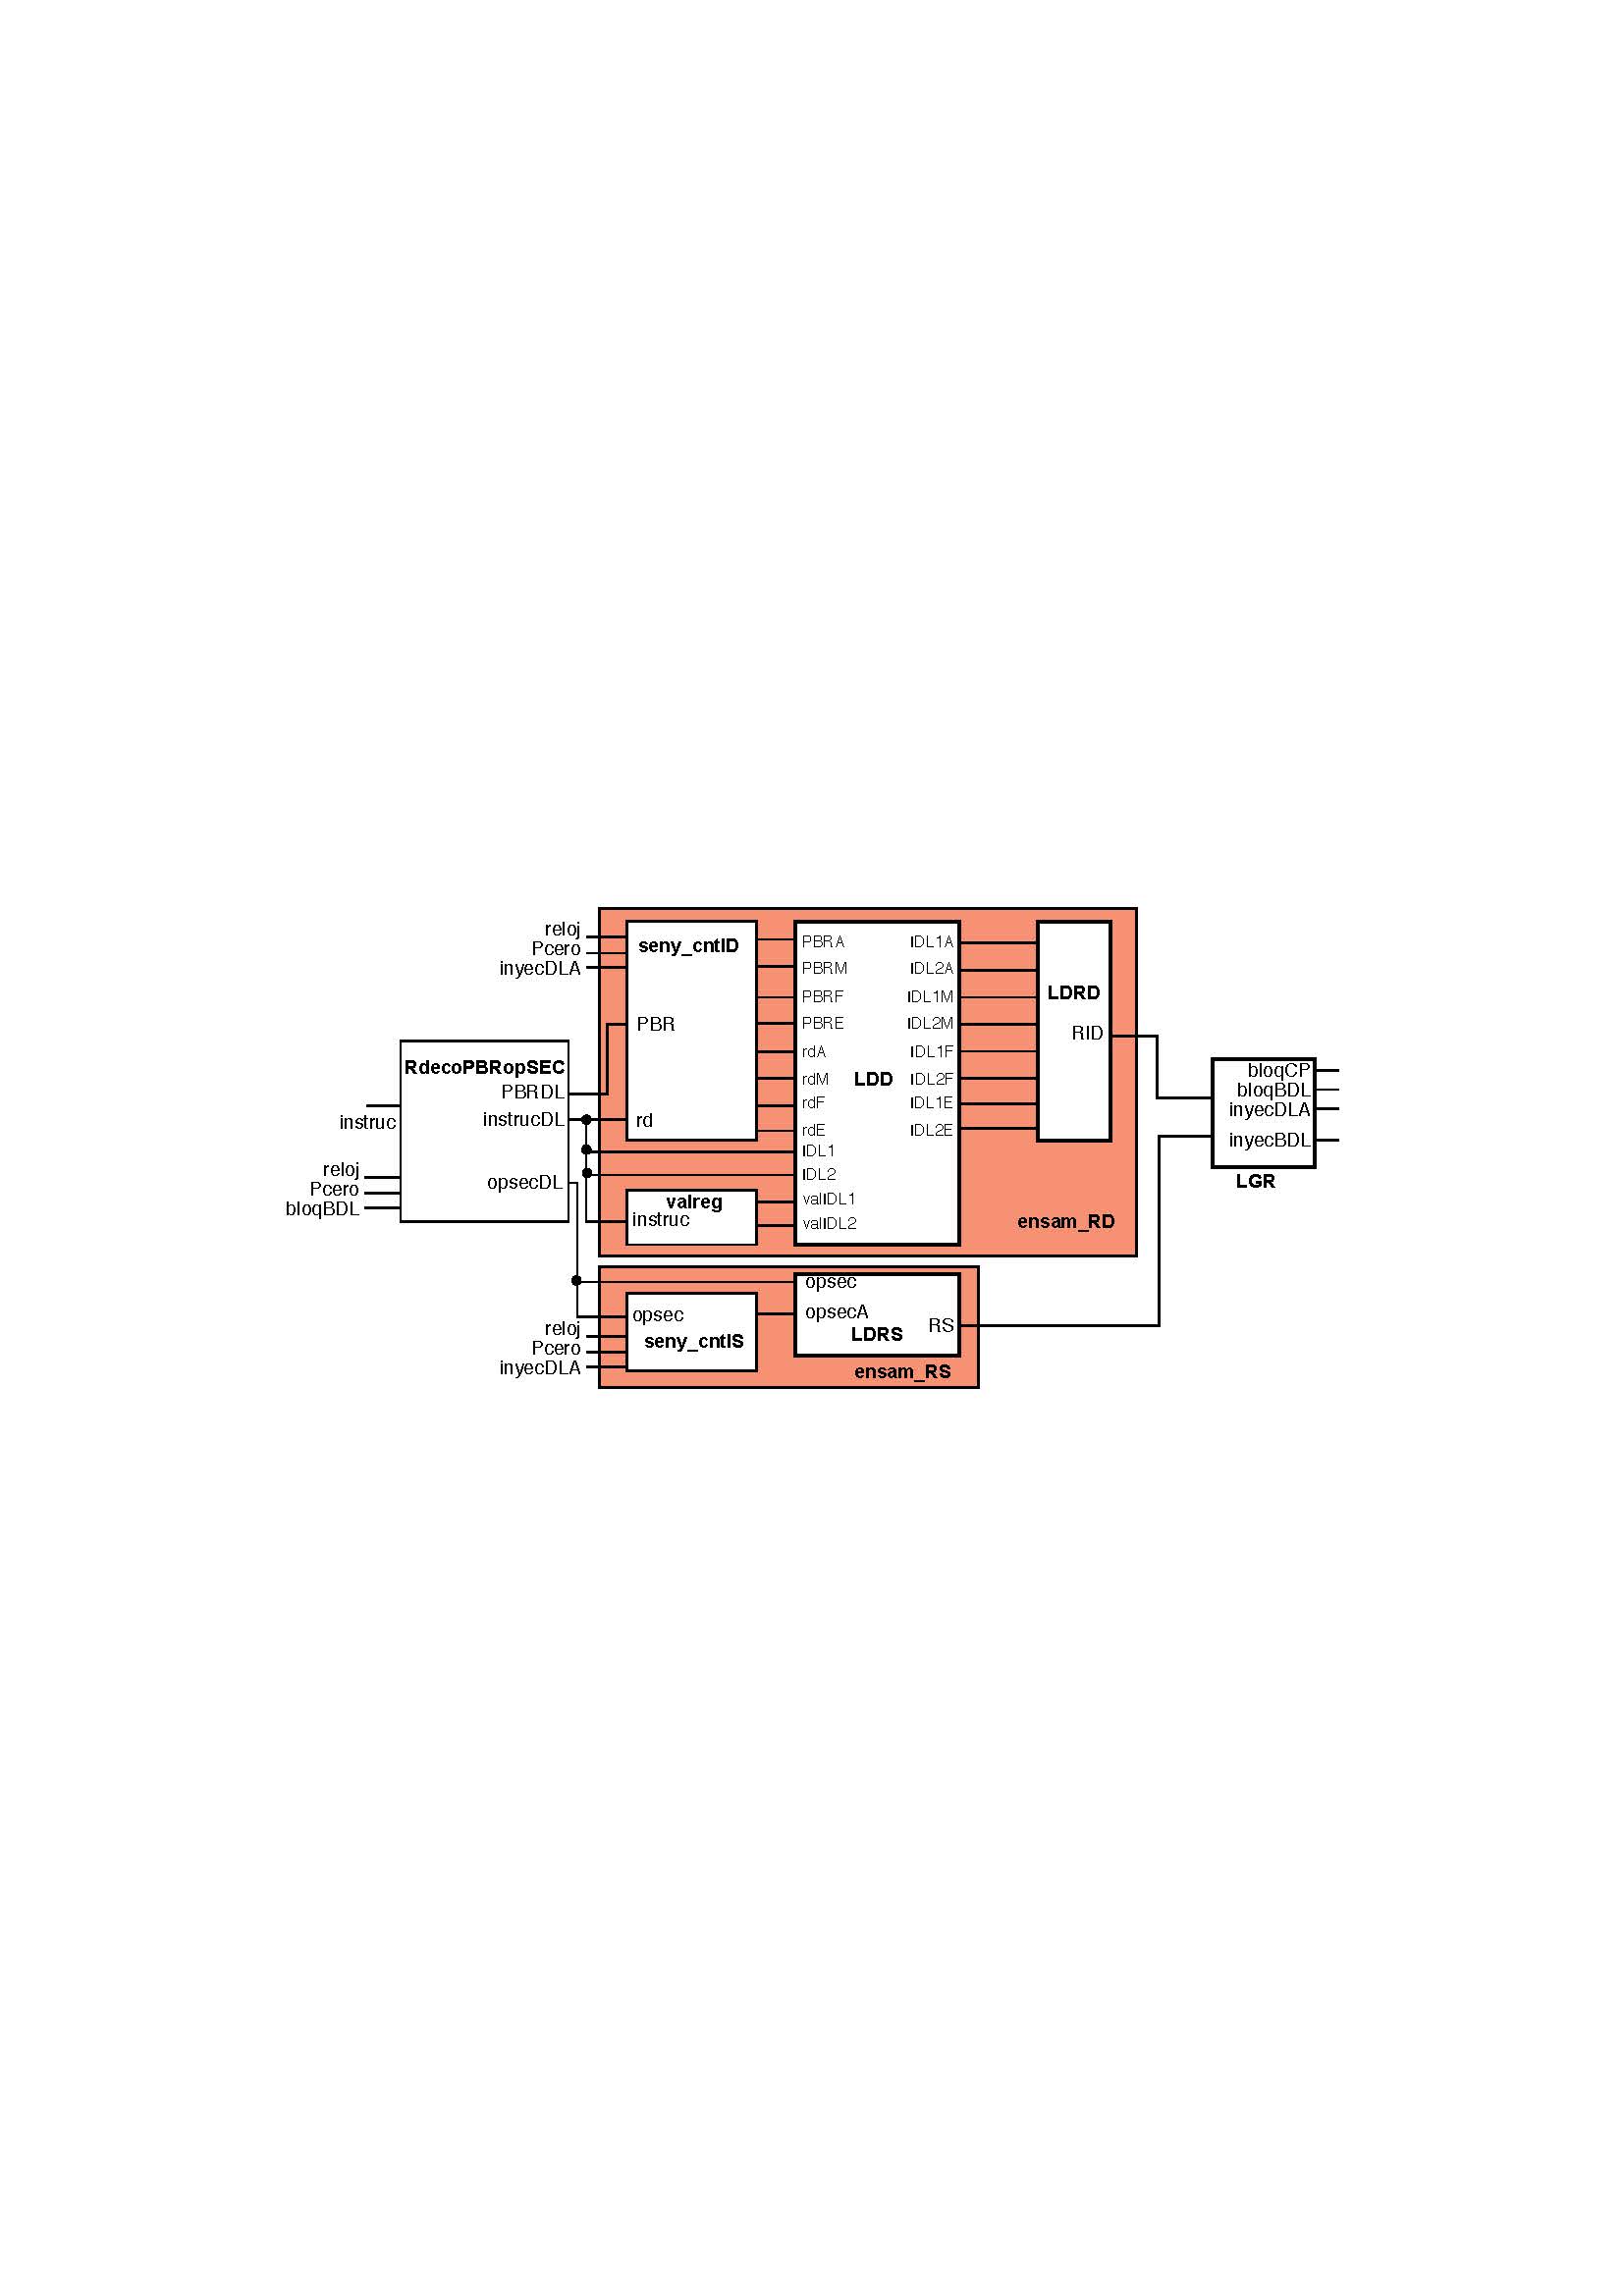 reloj
Pcero
inyecDLA
seny_cntID
PBR
rd
PBRA
PBRM
PBRF
PBRE
rdA
rdM
rdF
rdE
IDL1
IDL2
valIDL1
valIDL2
LDD
IDL1A
IDL2A
IDL1M
IDL2M
IDL1F
IDL2F
IDL1E
IDL2E
LDRD
RID
RdecoPBRopSEC
PBRDL
instrucDL
opsecDL
instruc
reloj
Pcero
bloqBDL
valreg
instruc
ensam_RD
bloqCP
bloqBDL
inyecDLA
inyecBDL
LGR
opsec
opsecA
LDRS
RS
opsec
seny_cntIS
reloj
Pcero
inyecDLA
ensam_RS